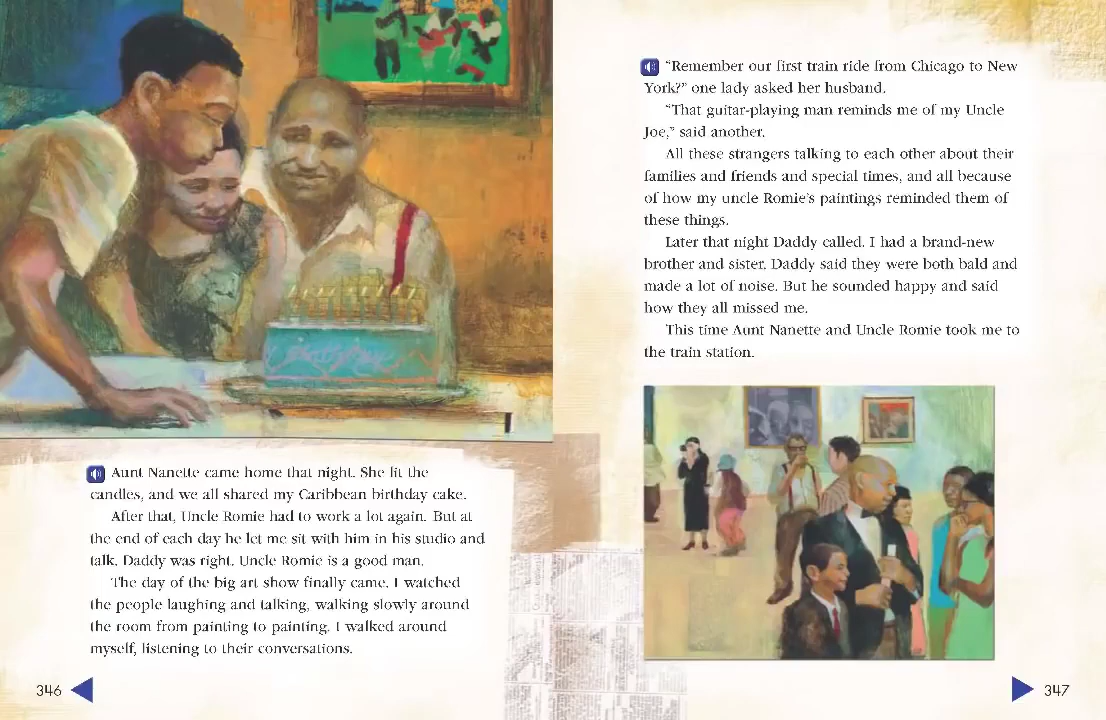 Aunt Nanette came home that night. She lit the
candles, and we all shared my Caribbean birthday cake.
After that, Uncle Romie had to work a lot again. But at
the end of each day he let me sit with him in his studio and
talk. Daddy was right. Uncle Romie is a good man.
The day of the big art show finally came. I watched
the people laughing and talking, walking slowly around
the room from painting to painting. I walked around
myself, listening to their conversations.
346
“Remember our first train ride from Chicago to New
York?” one lady asked her husband.
“That guitar-playing man reminds me of my Uncle
Joe,” said another.
All these strangers talking to each other about their
families and friends and special times, and all because
of how my uncle Romie’s paintings reminded them of
these things.
Later that night Daddy called. I had a brand-new
brother and sister. Daddy said they were both bald and
made a lot of noise. But he sounded happy and said
how they all missed me.
This time Aunt Nanette and Uncle Romie took me to
the train station.
347